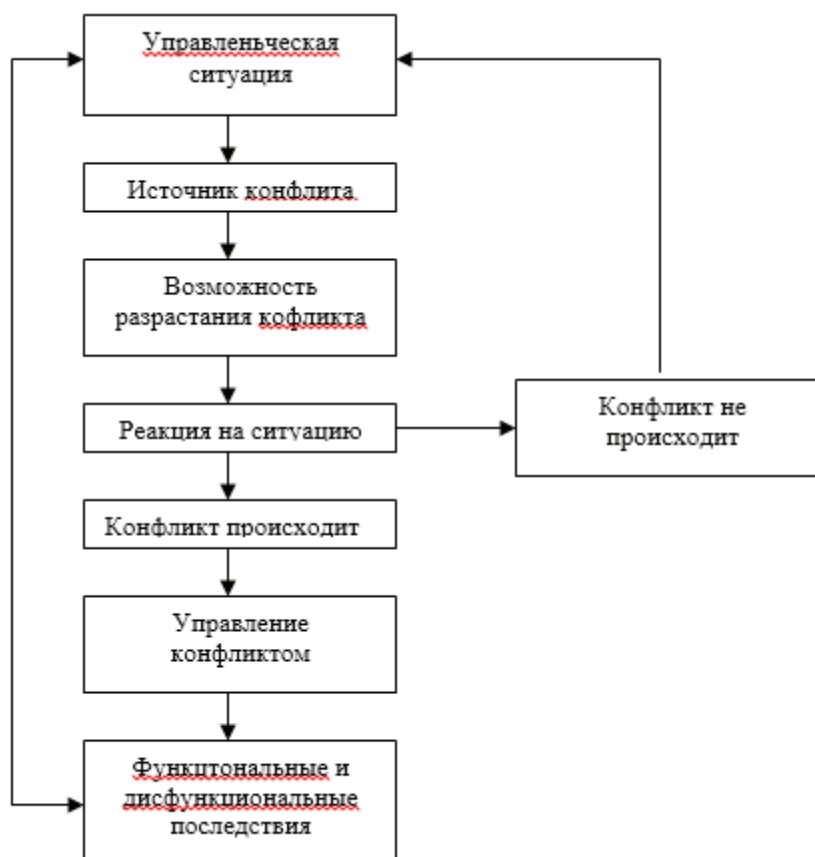 Управленьческая
ситуация
Источник конфлита
Возможность
разрастания кофликта
Реакция на ситуацию
Конфликт не
происходит
Конфликт происходит
Управление
конфликтом
Функцтональные и
дисфункциональные
последствия